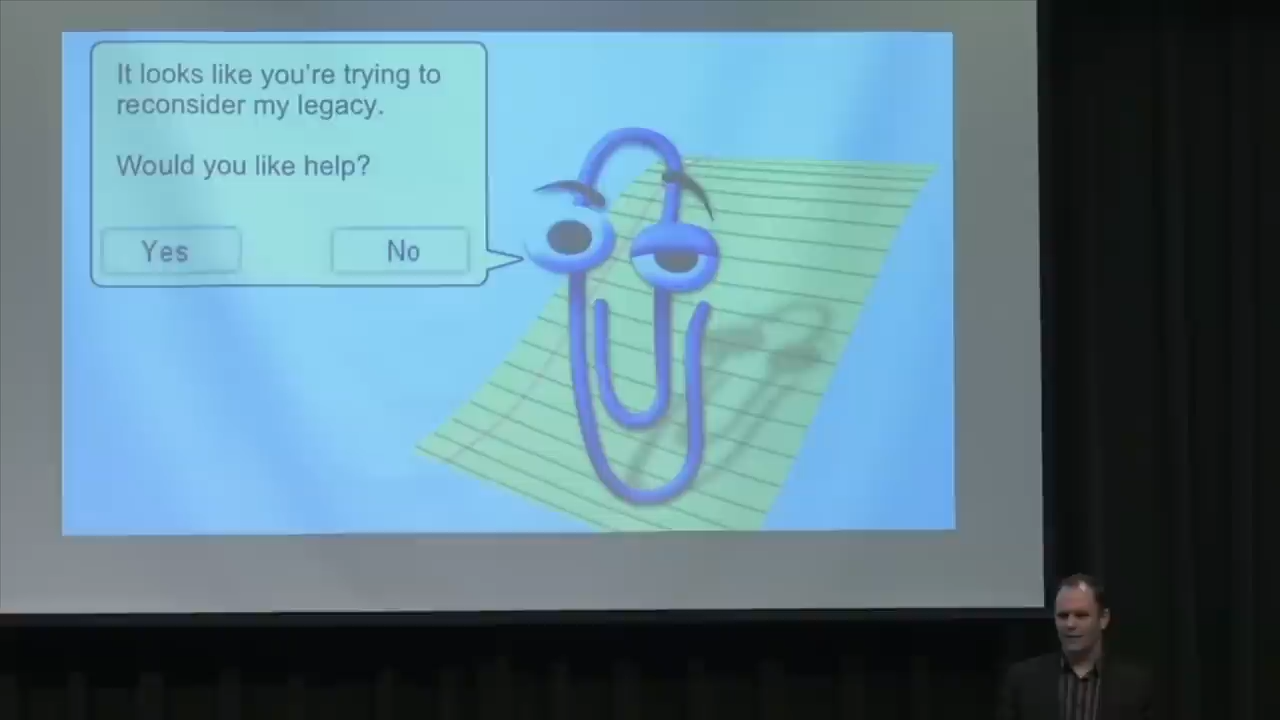 It looks like you're trying to
reconsider my legacy.
Would you like help?
Yes
No